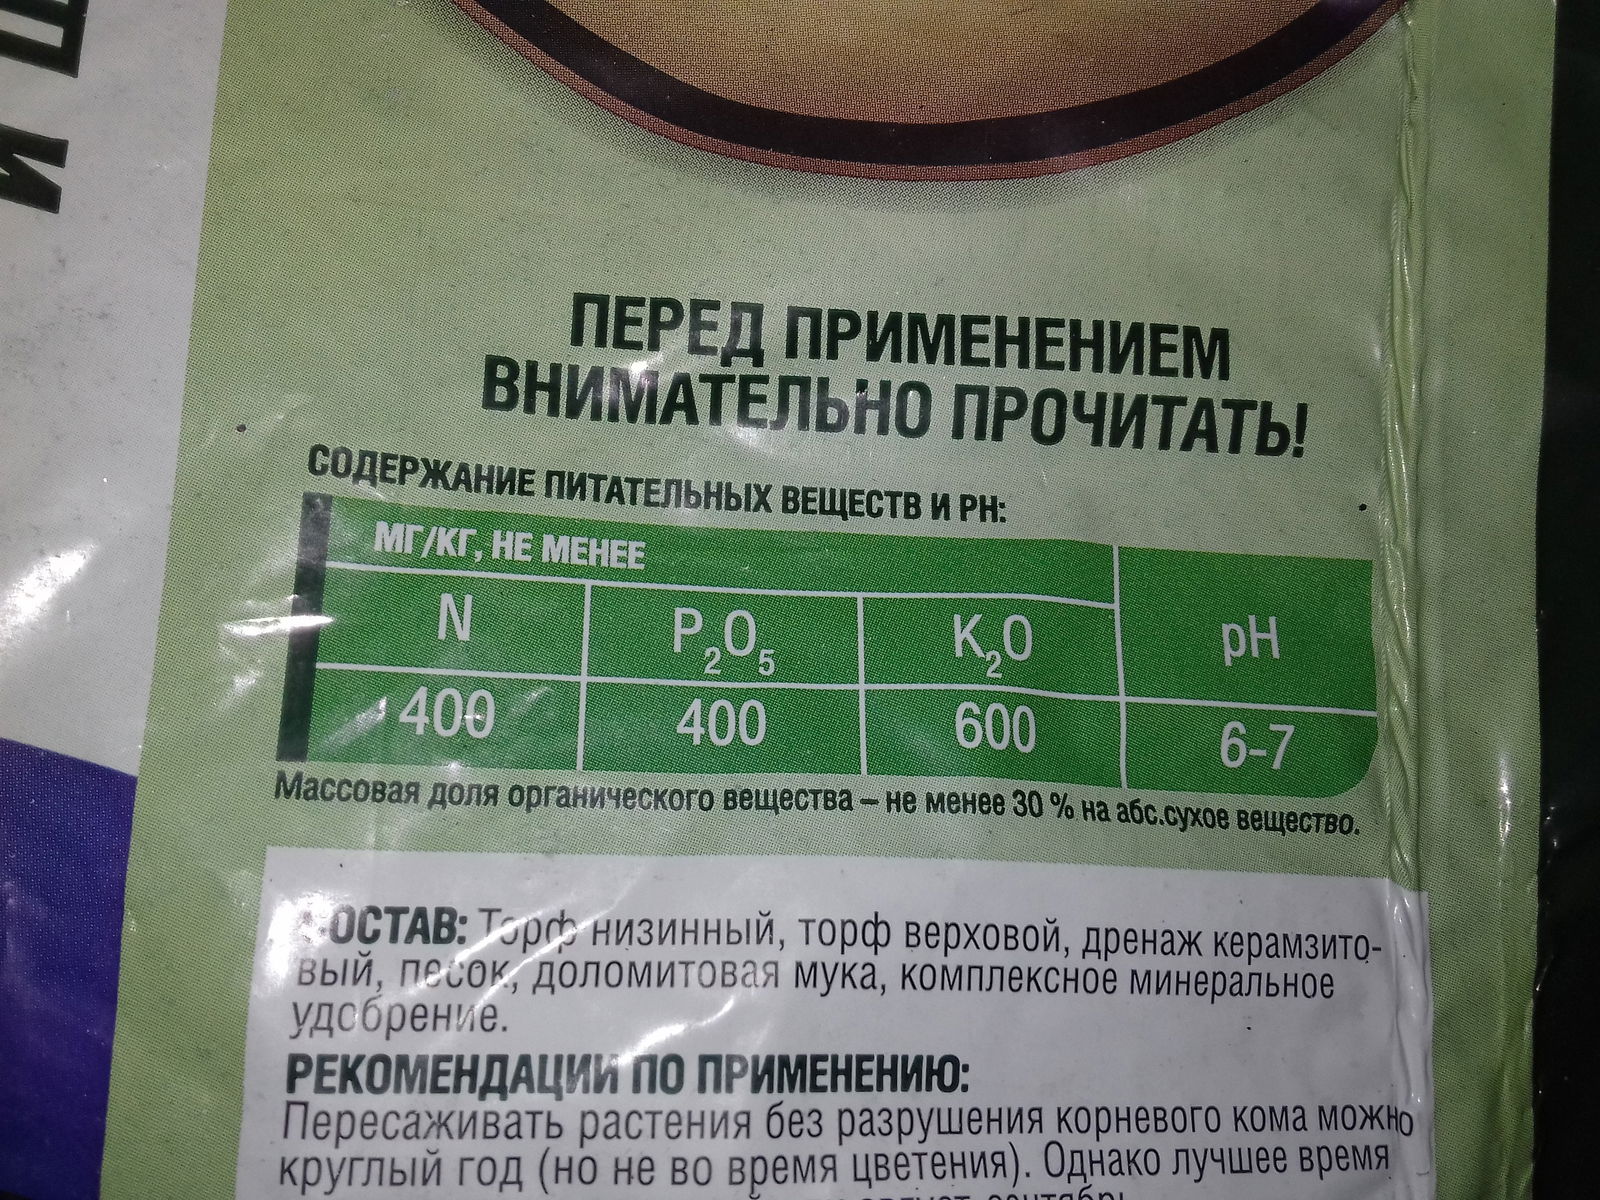 ПИ
ПЕРЕД ПРИМЕНЕНИЕМ
ВНИМАТЕЛЬНО ПРОЧИТАТЬ!
СОДЕРЖАНИЕ ПИТАТЕЛЬНЫХ ВЕЩЕСТВ И PH:
МГ/КГ, НЕ МЕНЕЕ
N P₂O₅ K₂O pH
400 400 600 6-7
Массовая доля органического вещества – не менее 30 % на абс.сухое вещество.
СОСТАВ: Торф низинный, торф верховой, дренаж керамзито-
вый, песок, доломитовая мука, комплексное минеральное
удобрение.
РЕКОМЕНДАЦИИ ПО ПРИМЕНЕНИЮ:
Пересаживать растения без разрушения корневого кома можно
круглый год (но не во время цветения). Однако лучшее время